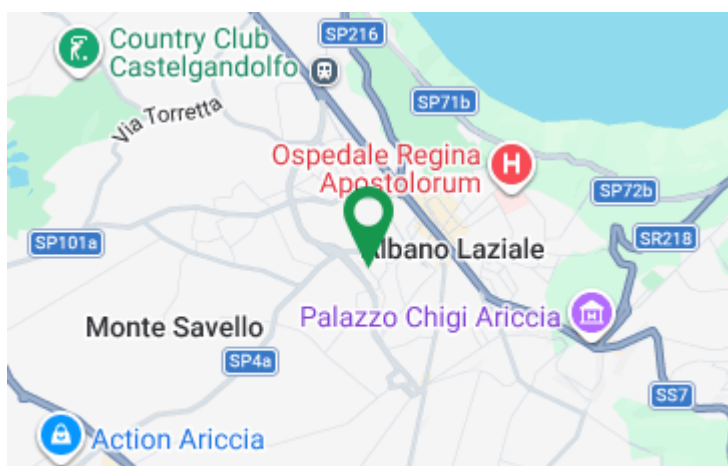 SP216
Country Club
Castelgandolfo
SP71b
Via Torretta
Ospedale Regina
Apostolorum
H
SP72b
SR218
SP101a
Albano Laziale
Palazzo Chigi Ariccia
Monte Savello
SP4a
SS7
Action Ariccia